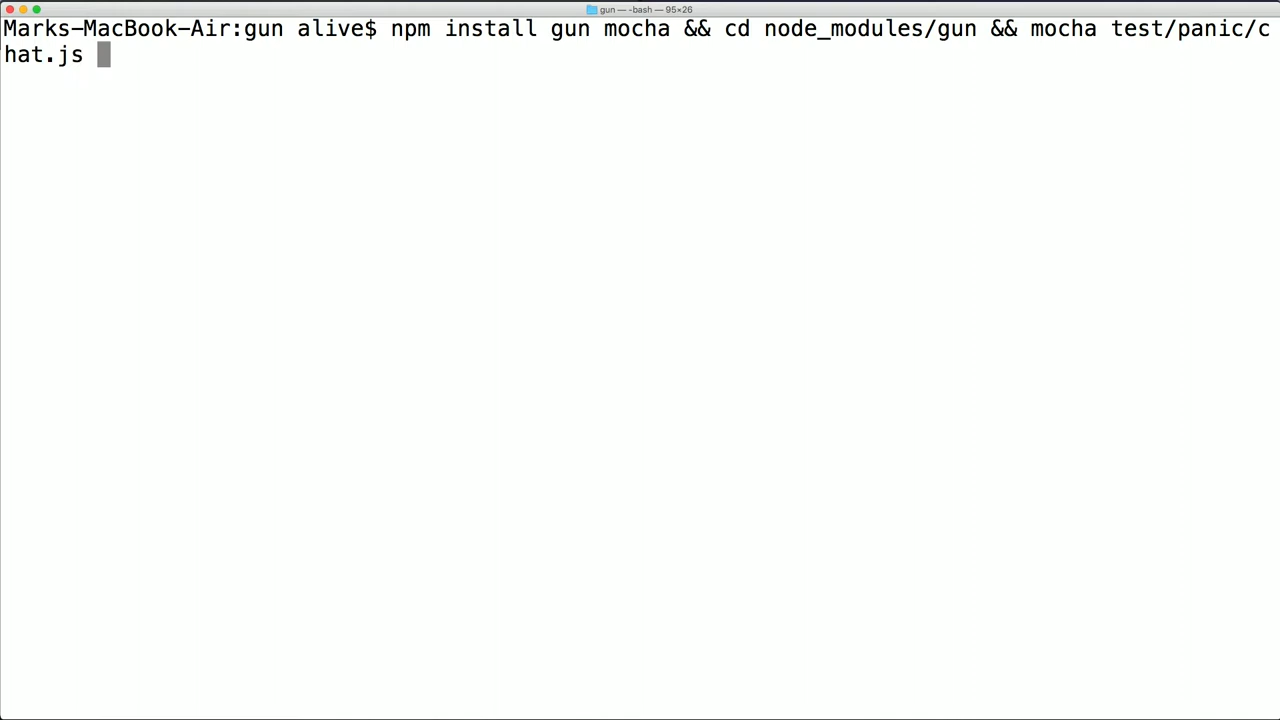 gun — -bash — 95×26
Marks-MacBook-Air:gun alive$ npm install gun mocha && cd node_modules/gun && mocha test/panic/c
hat.js